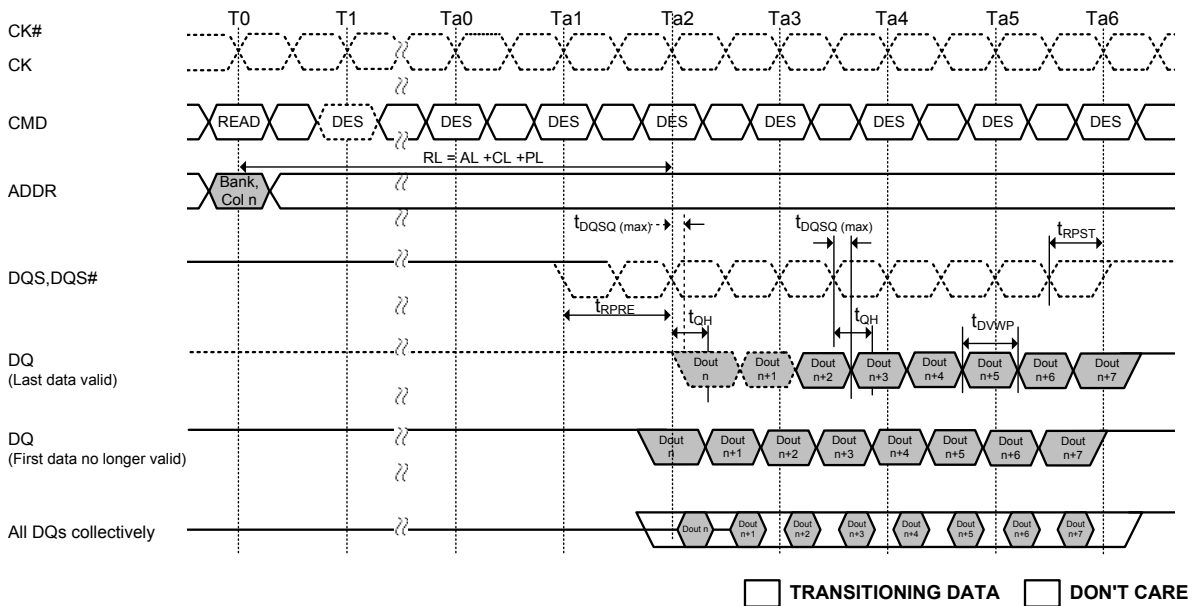 T0 T1 Ta0 Ta1 Ta2 Ta3 Ta4 Ta5 Ta6
CK#
CK
CMD READ DES DES DES DES DES DES DES DES
RL = AL +CL +PL
ADDR Bank,
Col n
tDQSQ (max) tDQSQ (max) tRPST
DQS,DQS#
tRPRE tQH tQH tDVWP
DQ
(Last data valid)
Dout
n
Dout
n+1
Dout
n+2
Dout
n+3
Dout
n+4
Dout
n+5
Dout
n+6
Dout
n+7
DQ
(First data no longer valid)
Dout
n
Dout
n+1
Dout
n+2
Dout
n+3
Dout
n+4
Dout
n+5
Dout
n+6
Dout
n+7
All DQs collectively
Dout n
Dout
n+1
Dout
n+2
Dout
n+3
Dout
n+4
Dout
n+5
Dout
n+6
Dout
n+7
TRANSITIONING DATA DON'T CARE